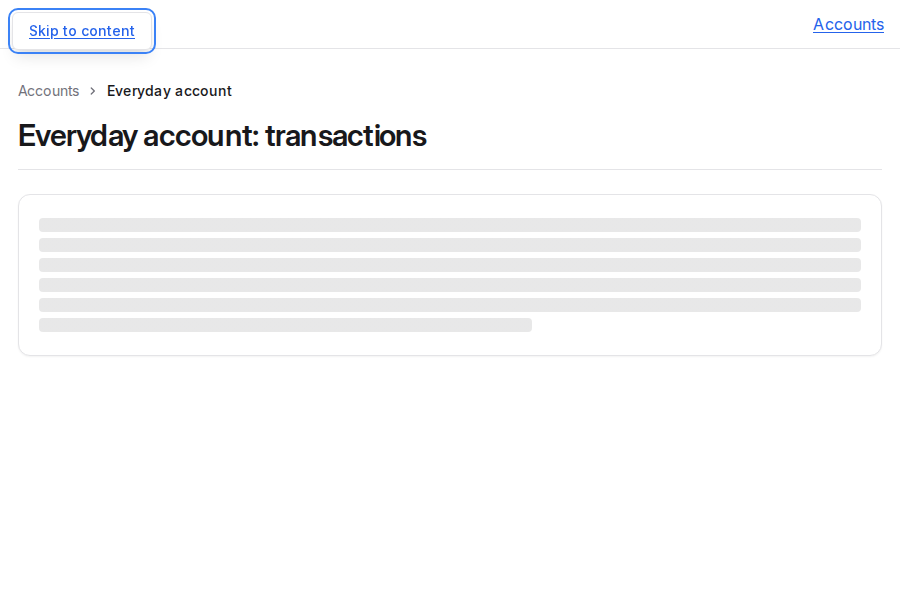 Skip to content
Accounts
Accounts
Everyday account
Everyday account: transactions